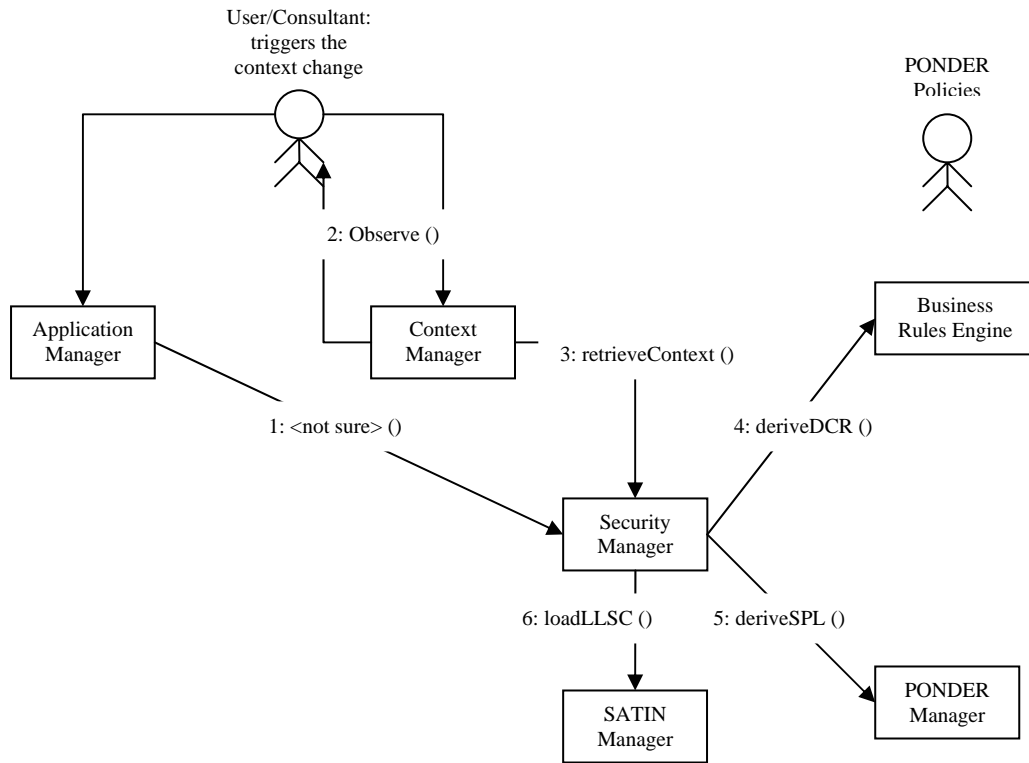 User/Consultant:
triggers the
context change
PONDER
Policies
2: Observe ()
Application
Manager
Context
Manager
Business
Rules Engine
3: retrieveContext ()
1: <not sure> ()
4: deriveDCR ()
Security
Manager
6: loadLLSC ()
5: deriveSPL ()
SATIN
Manager
PONDER
Manager